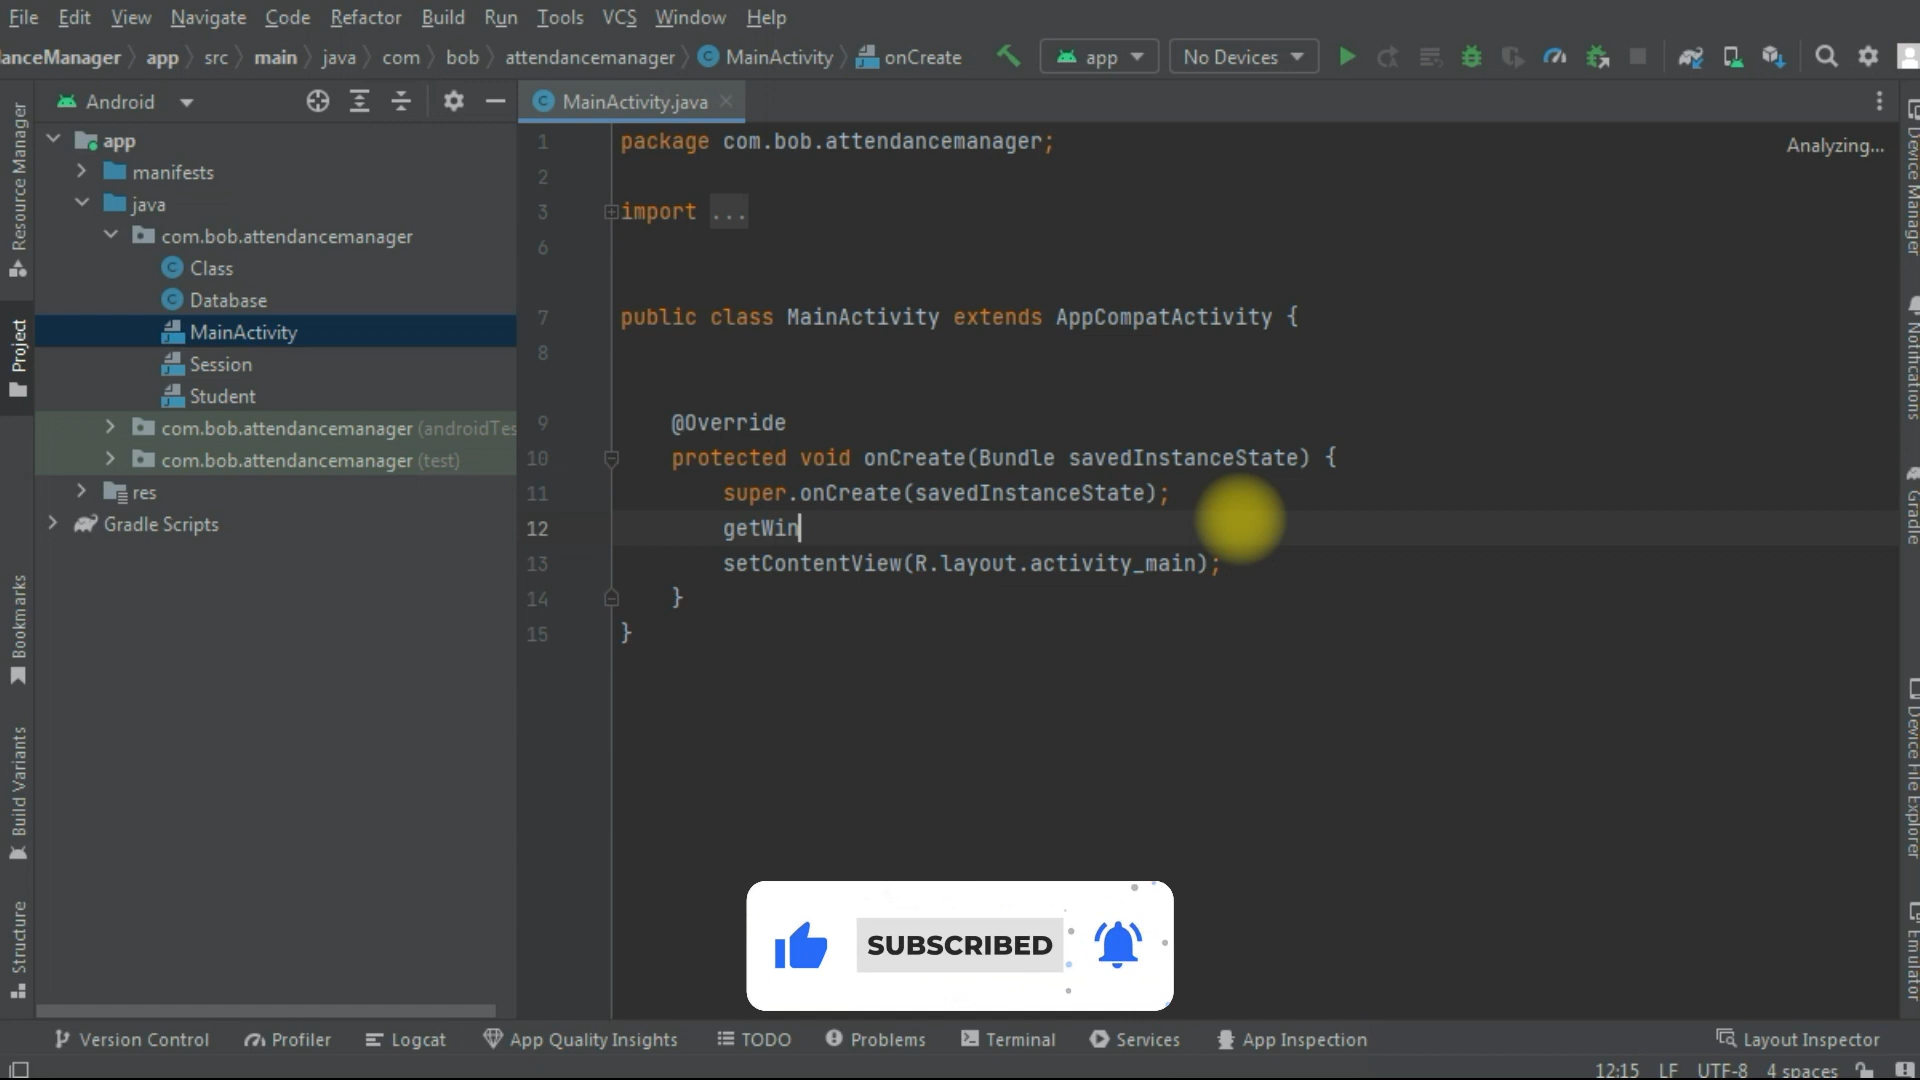 File Edit View Navigate Code Refactor Build Run Tools VCS Window Help
anceManager app src main java com bob attendancemanager MainActivity onCreate app No Devices
Resource Manager
Project
Bookmarks
Build Variants
Structure
Android
app
manifests
java
com.bob.attendancemanager
Class
Database
MainActivity
Session
Student
com.bob.attendancemanager (androidTes
com.bob.attendancemanager (test)
res
Gradle Scripts
MainActivity.java
Analyzing...
1 package com.bob.attendancemanager;
2
3 import ...
6
7 public class MainActivity extends AppCompatActivity {
8
9 @Override
10 protected void onCreate(Bundle savedInstanceState) {
11 super.onCreate(savedInstanceState);
12 getWin
13 setContentView(R.layout.activity_main);
14 }
15 }
SUBSCRIBED
Device Manager
Notifications
Gradle
Device File Explorer
Emulator
Version Control Profiler Logcat App Quality Insights TODO Problems Terminal Services App Inspection Layout Inspector
12:15 LF UTF-8 4 spaces